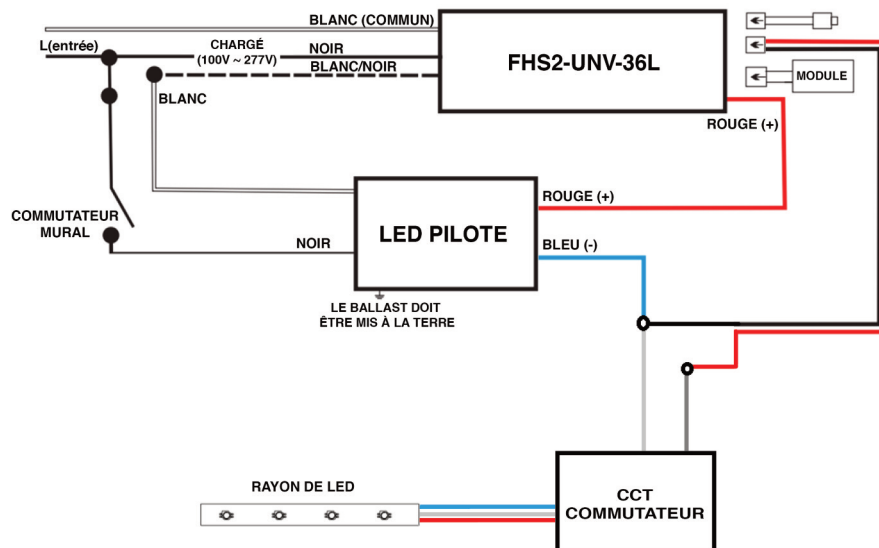 BLANC (COMMUN)
L(entrée)
CHARGÉ
(100V ~ 277V)
NOIR
BLANC/NOIR
FHS2-UNV-36L
MODULE
BLANC
ROUGE (+)
COMMUTATEUR
MURAL
NOIR
LED PILOTE
ROUGE (+)
BLEU (-)
LE BALLAST DOIT
ÊTRE MIS À LA TERRE
RAYON DE LED
CCT
COMMUTATEUR